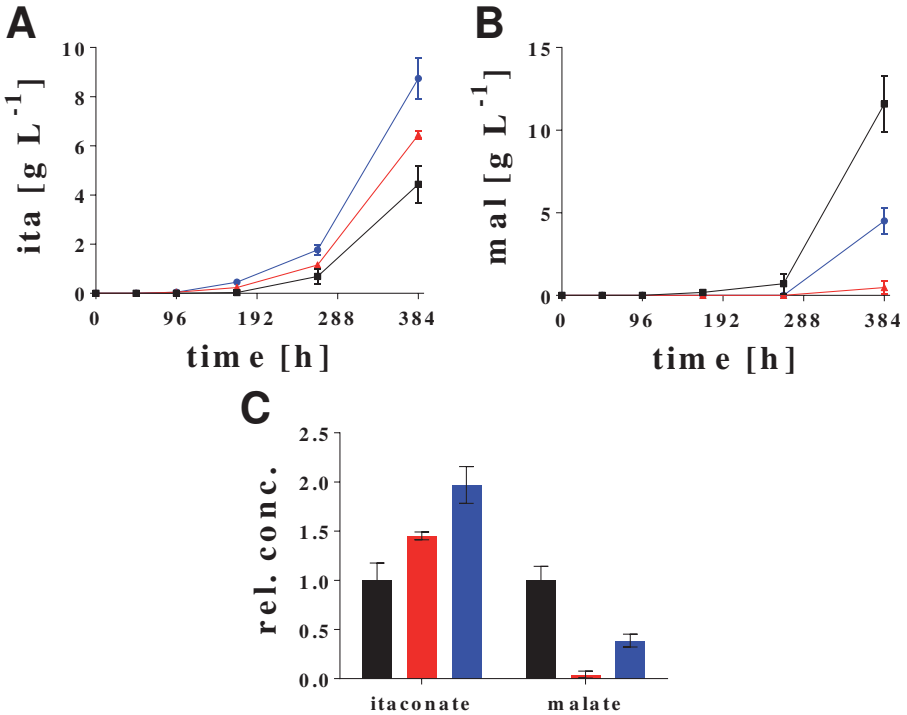 A
10
8
6
4
2
0
ita [g L⁻¹]
0 96 192 288 384
time [h]
B
15
10
5
0
mal [g L⁻¹]
0 96 192 288 384
time [h]
C
2.5
2.0
1.5
1.0
0.5
0.0
rel. conc.
itaconate malate